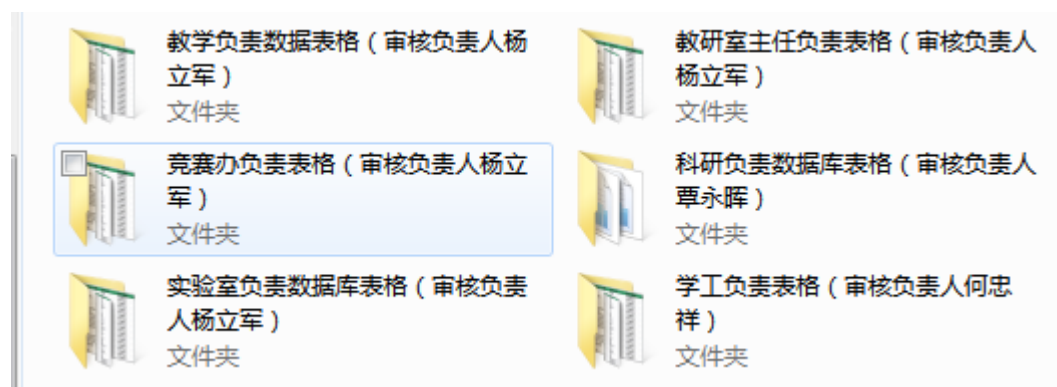 教学负责数据表格（审核负责人杨
立军）
文件夹
教研室主任负责表格（审核负责人
杨立军）
文件夹
竞赛办负责表格（审核负责人杨立
军）
文件夹
科研负责数据库表格（审核负责人
覃永晖）
文件夹
实验室负责数据库表格（审核负责
人杨立军）
文件夹
学工负责表格（审核负责人何忠
祥）
文件夹